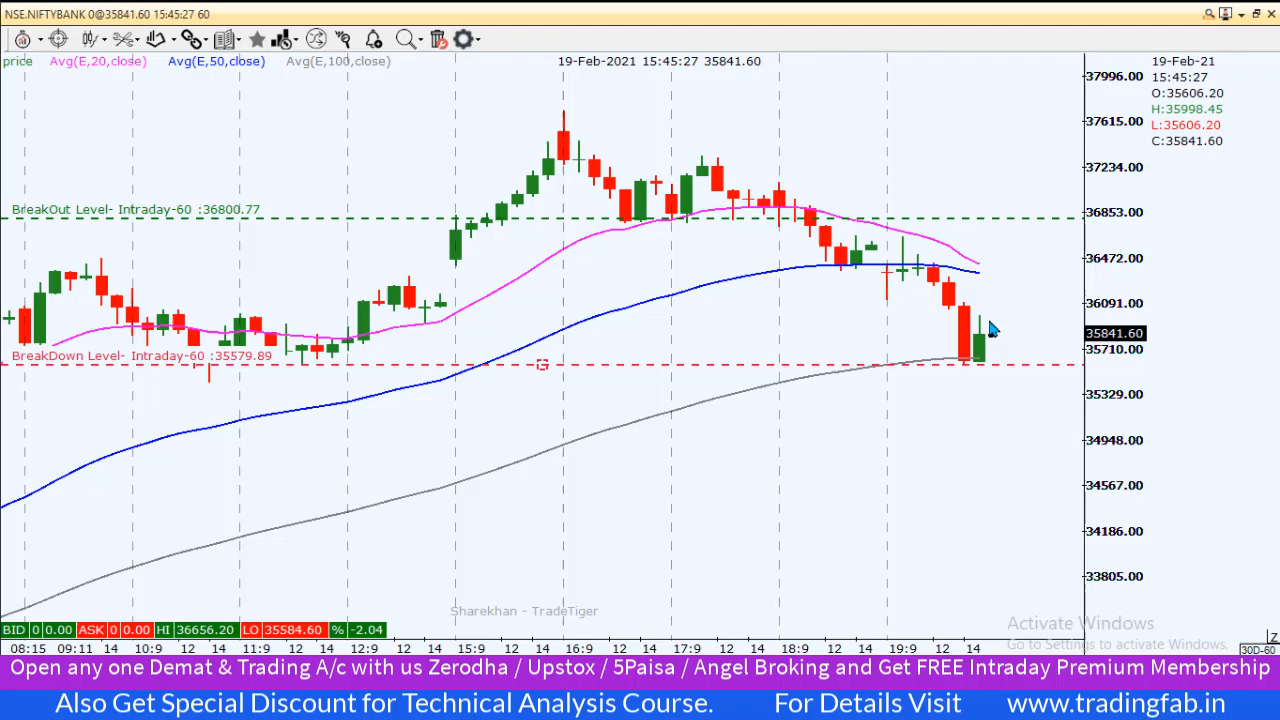 NSE.NIFTYBANK 0@35841.60 15:45:27 60
price Avg(E,20,close) Avg(E,50,close) Avg(E,100,close)
19-Feb-2021 15:45:27 35841.60
19-Feb-21
15:45:27
O:35606.20
H:35998.45
L:35606.20
C:35841.60
37996.00
37615.00
37234.00
36853.00
36472.00
36091.00
35841.60
35710.00
35329.00
34948.00
34567.00
34186.00
33805.00
BreakOut Level- Intraday-60 :36800.77
BreakDown Level- Intraday-60 :35579.89
Sharekhan - TradeTiger
Activate Windows
Go to Settings to activate Windows.
BID 0 0.00 ASK 0 0.00 HI 36656.20 LO 35584.60 % -2.04
Z
08:15 09:11 14 10:9 12 14 11:9 12 14 12:9 12 14 15:9 12 14 16:9 12 14 17:9 12 14 18:9 12 14 19:9 12 14
30D-60
Open any one Demat & Trading A/c with us Zerodha / Upstox / 5Paisa / Angel Broking and Get FREE Intraday Premium Membership
Also Get Special Discount for Technical Analysis Course. For Details Visit www.tradingfab.in